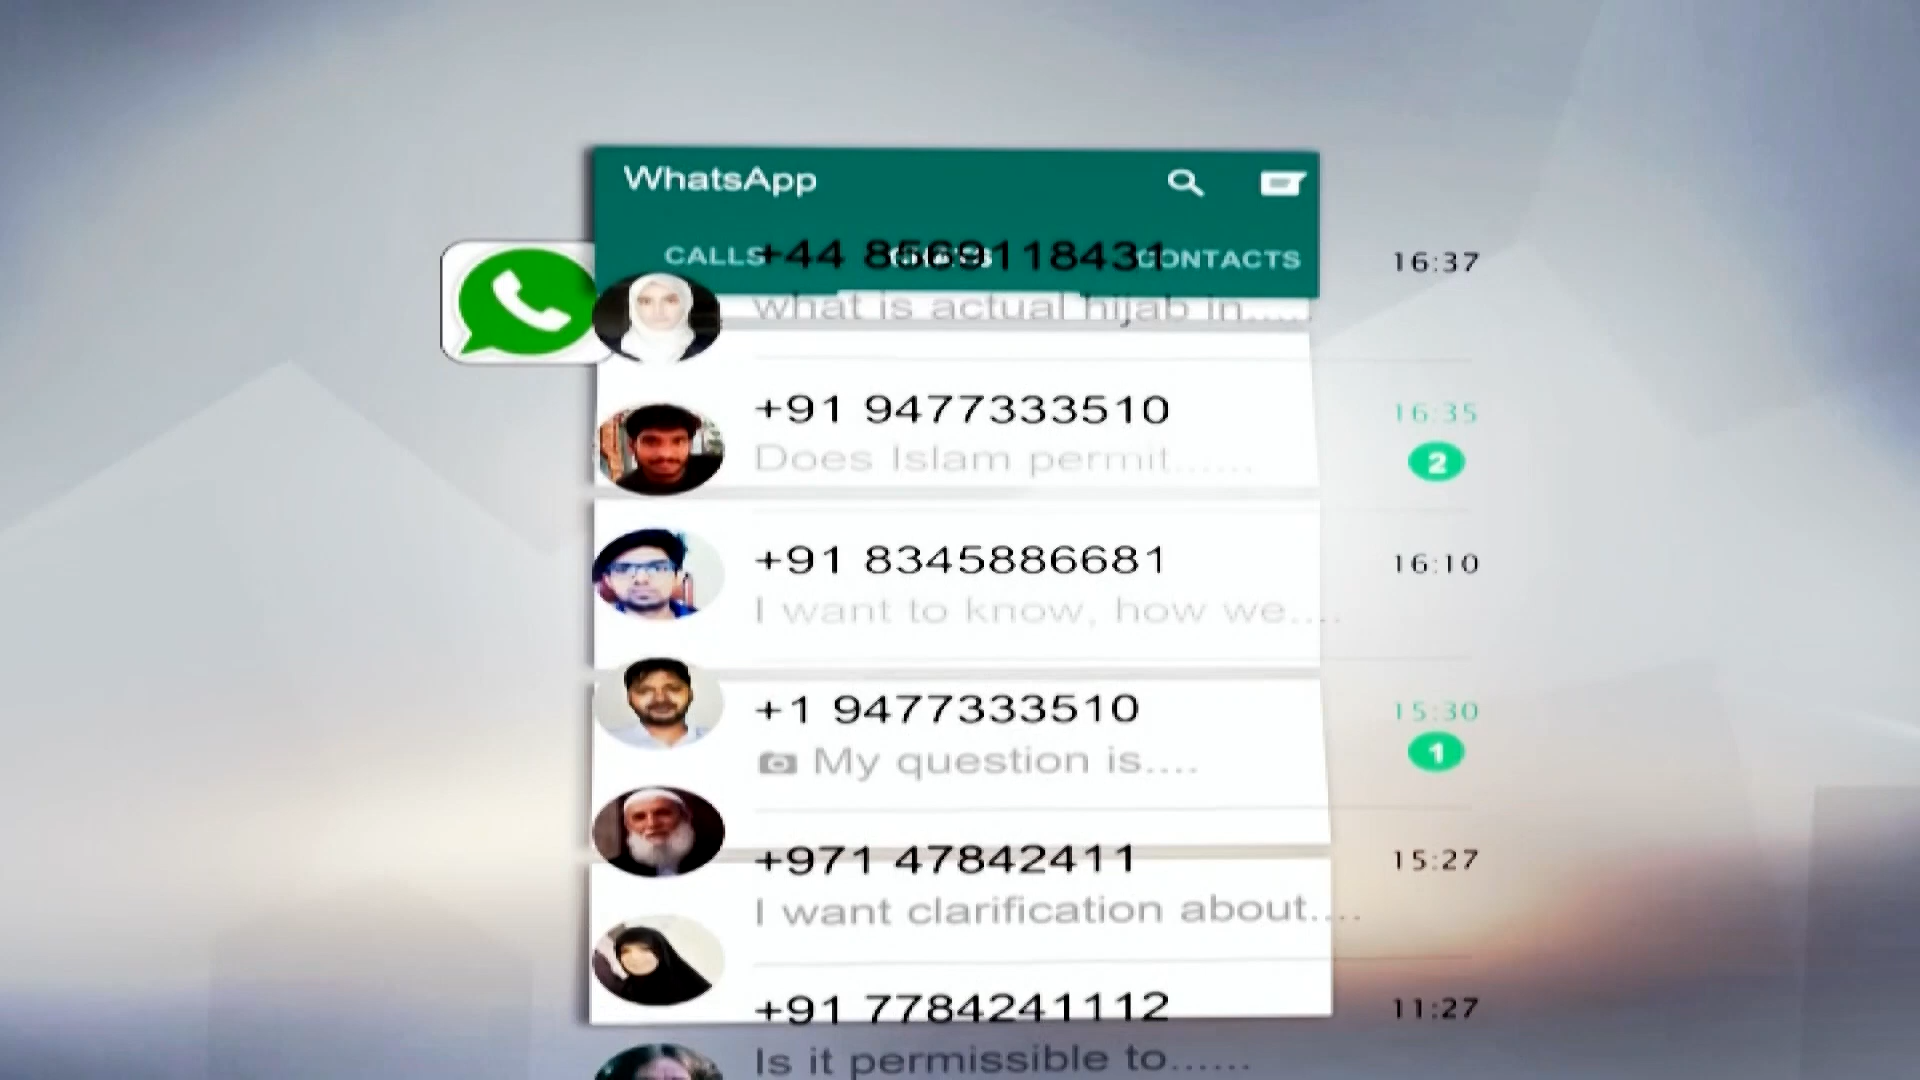 WhatsApp
CALLS CONTACTS
+44 8569118431 16:37
what is actual hijab in.....
+91 9477333510 16:35
Does Islam permit...... 2
+91 8345886681 16:10
I want to know, how we....
+1 9477333510 15:30
My question is.... 1
+971 47842411 15:27
I want clarification about....
+91 7784241112 11:27
Is it permissible to......